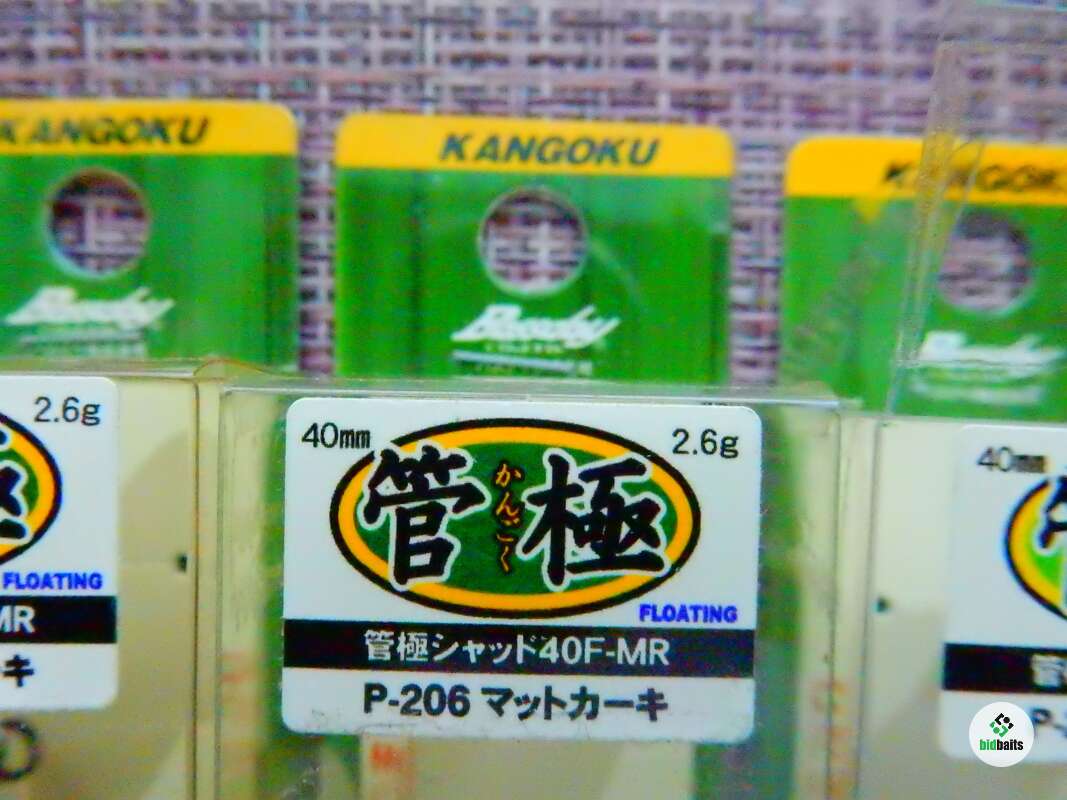 KANGOKU
KANGOKU
2.6g
FLOATING
MR
ーキ
40mm
2.6g
管極
かんごく
FLOATING
管極シャッド40F-MR
P-206 マットカーキ
40mm
bidbaits